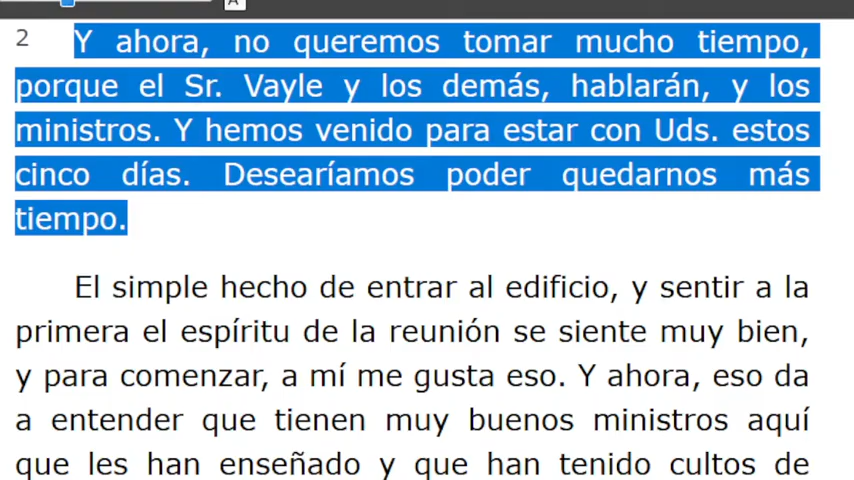 2 Y ahora, no queremos tomar mucho tiempo,
porque el Sr. Vayle y los demás, hablarán, y los
ministros. Y hemos venido para estar con Uds. estos
cinco días. Desearíamos poder quedarnos más
tiempo.
El simple hecho de entrar al edificio, y sentir a la
primera el espíritu de la reunión se siente muy bien,
y para comenzar, a mí me gusta eso. Y ahora, eso da
a entender que tienen muy buenos ministros aquí
que les han enseñado y que han tenido cultos de